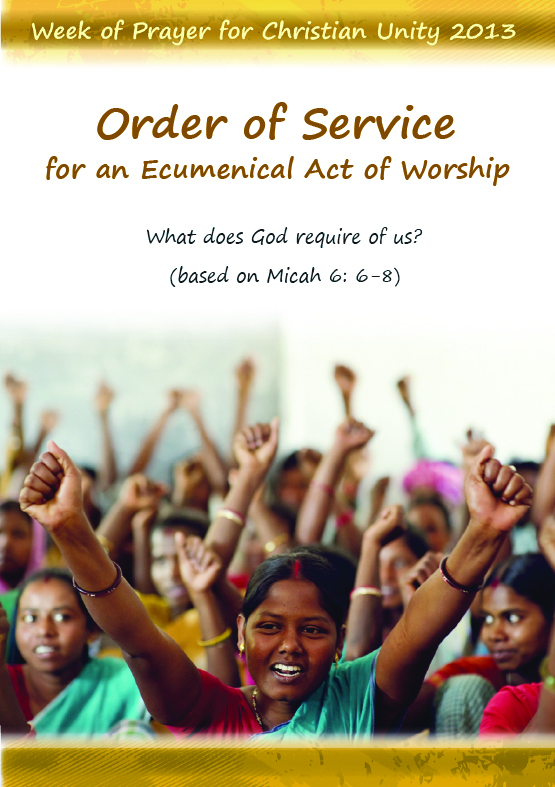 Week of Prayer for Christian Unity 2013
Order of Service
for an Ecumenical Act of Worship
What does God require of us?
(based on Micah 6: 6-8)